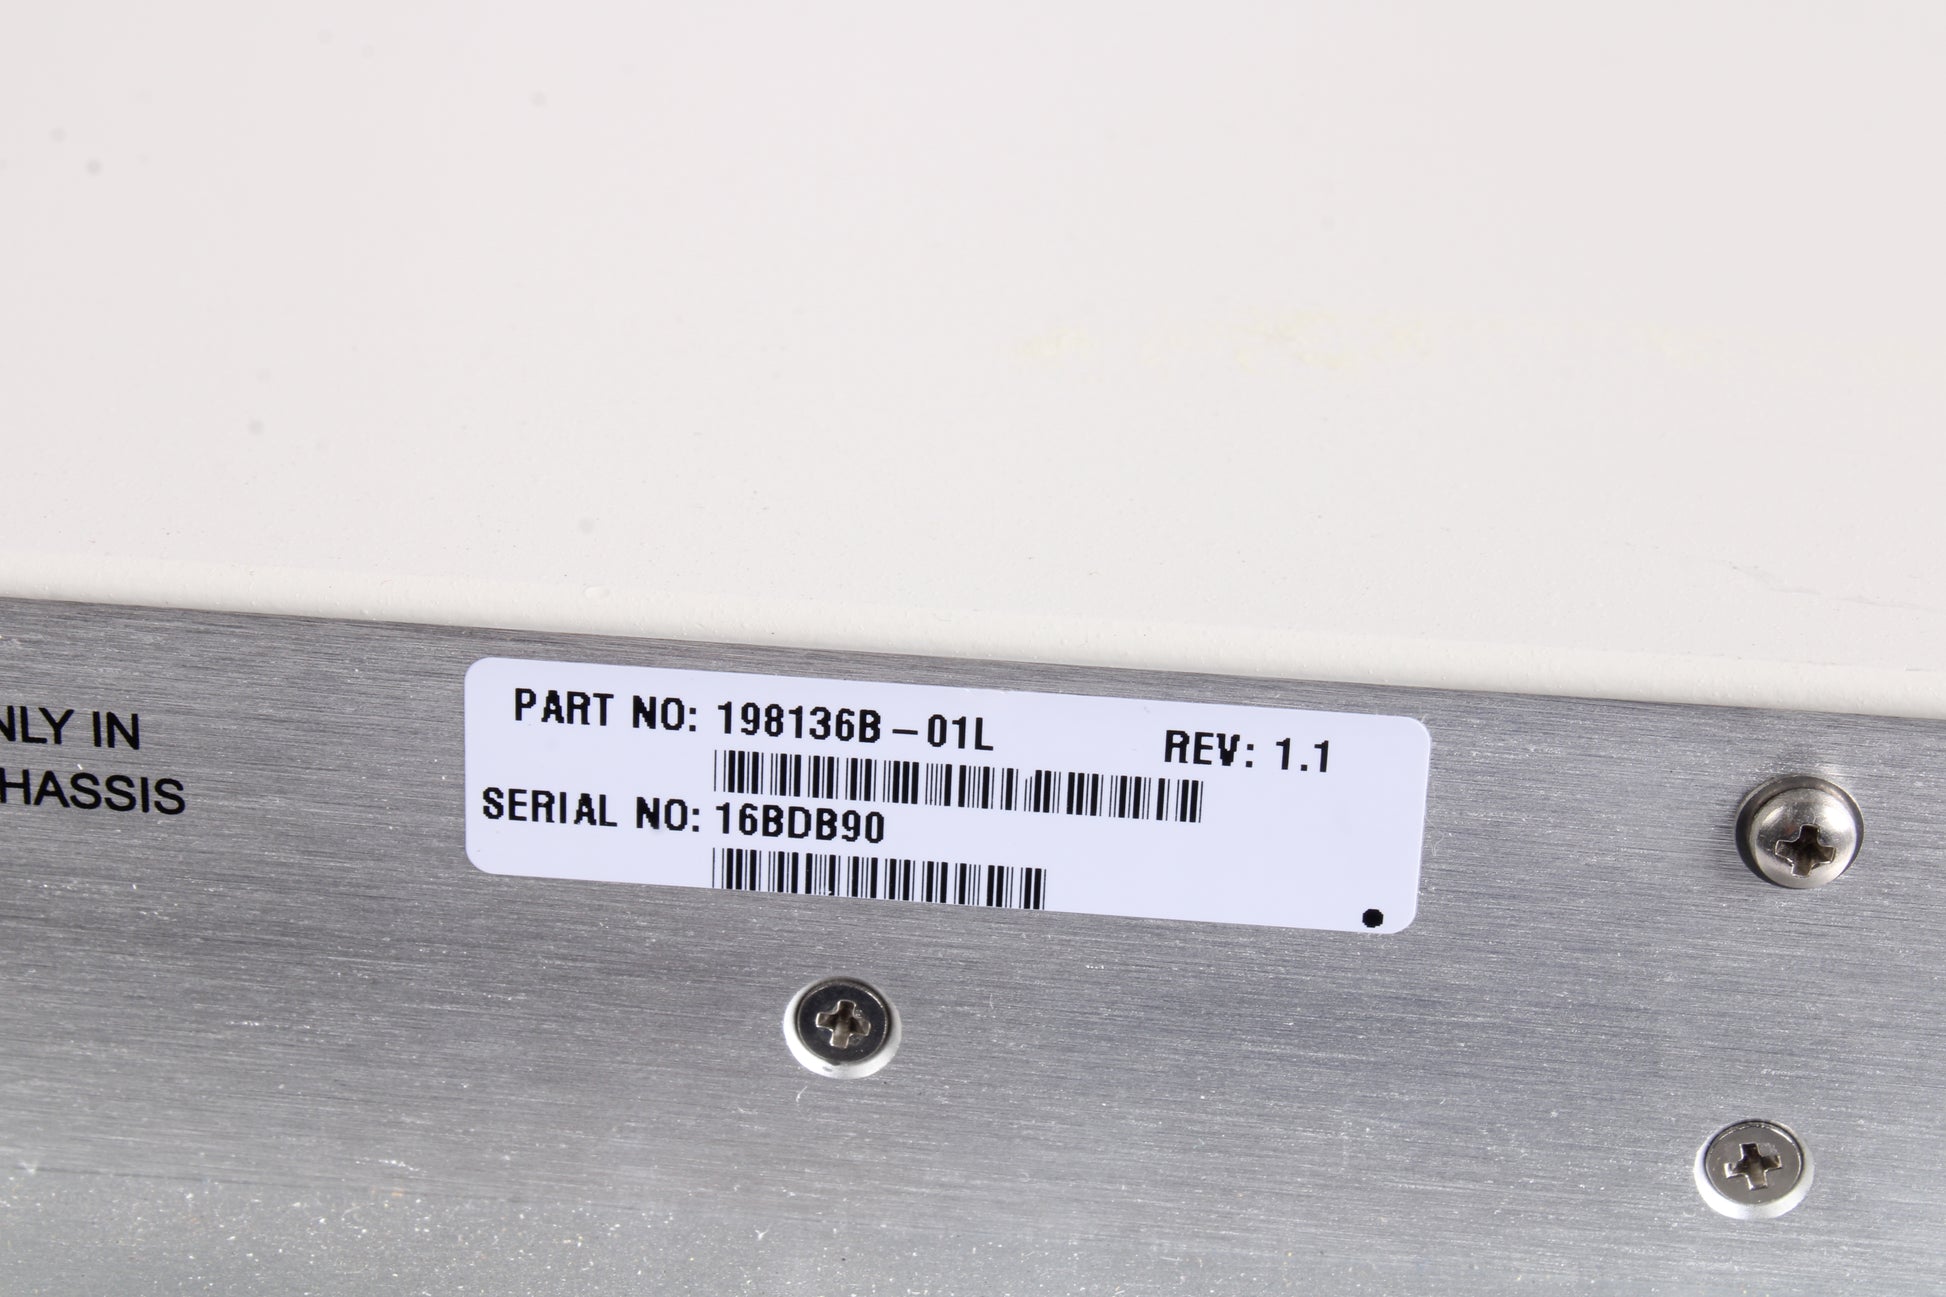 NLY IN
HASSIS
PART NO: 198136B-01L REV: 1.1
SERIAL NO: 16BDB90